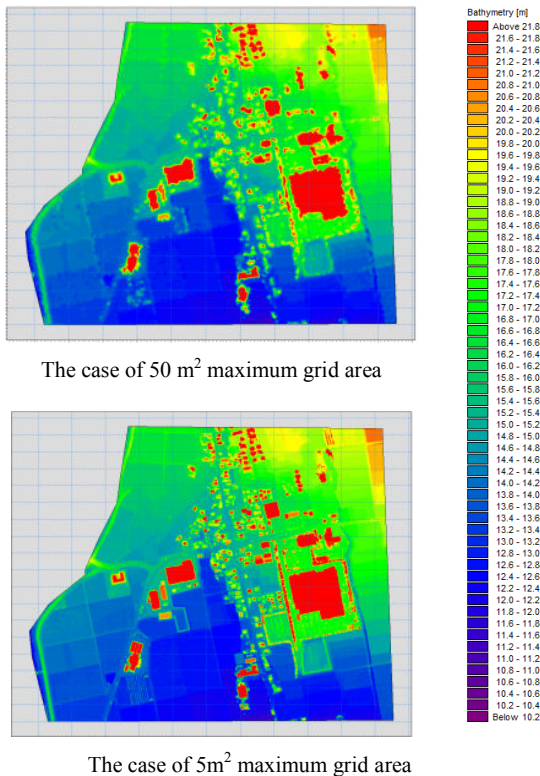 Bathymetry [m]
Above 21.8
21.6 - 21.8
21.4 - 21.6
21.2 - 21.4
21.0 - 21.2
20.8 - 21.0
20.6 - 20.8
20.4 - 20.6
20.2 - 20.4
20.0 - 20.2
19.8 - 20.0
19.6 - 19.8
19.4 - 19.6
19.2 - 19.4
19.0 - 19.2
18.8 - 19.0
18.6 - 18.8
18.4 - 18.6
18.2 - 18.4
18.0 - 18.2
17.8 - 18.0
17.6 - 17.8
17.4 - 17.6
17.2 - 17.4
17.0 - 17.2
16.8 - 17.0
16.6 - 16.8
16.4 - 16.6
16.2 - 16.4
16.0 - 16.2
15.8 - 16.0
15.6 - 15.8
15.4 - 15.6
15.2 - 15.4
15.0 - 15.2
14.8 - 15.0
14.6 - 14.8
14.4 - 14.6
14.2 - 14.4
14.0 - 14.2
13.8 - 14.0
13.6 - 13.8
13.4 - 13.6
13.2 - 13.4
13.0 - 13.2
12.8 - 13.0
12.6 - 12.8
12.4 - 12.6
12.2 - 12.4
12.0 - 12.2
11.8 - 12.0
11.6 - 11.8
11.4 - 11.6
11.2 - 11.4
11.0 - 11.2
10.8 - 11.0
10.6 - 10.8
10.4 - 10.6
10.2 - 10.4
Below 10.2
The case of 50 m² maximum grid area
The case of 5m² maximum grid area